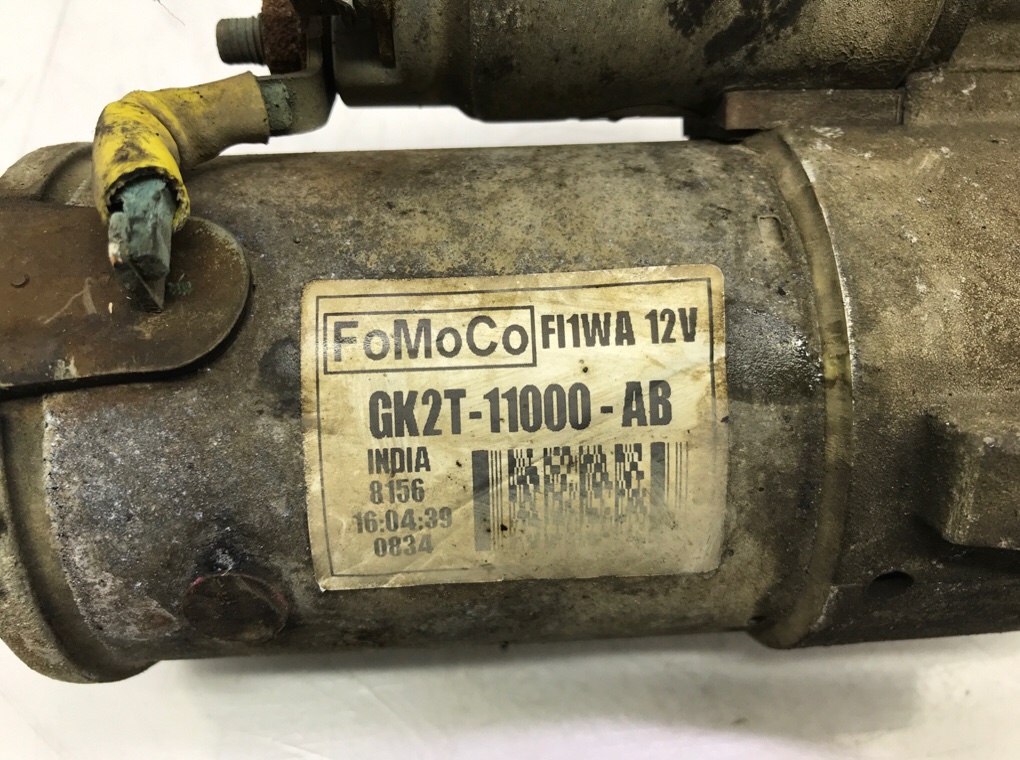 FoMoCo FI1WA 12V
GK2T-11000-AB
INDIA
8156
16:04:39
0834